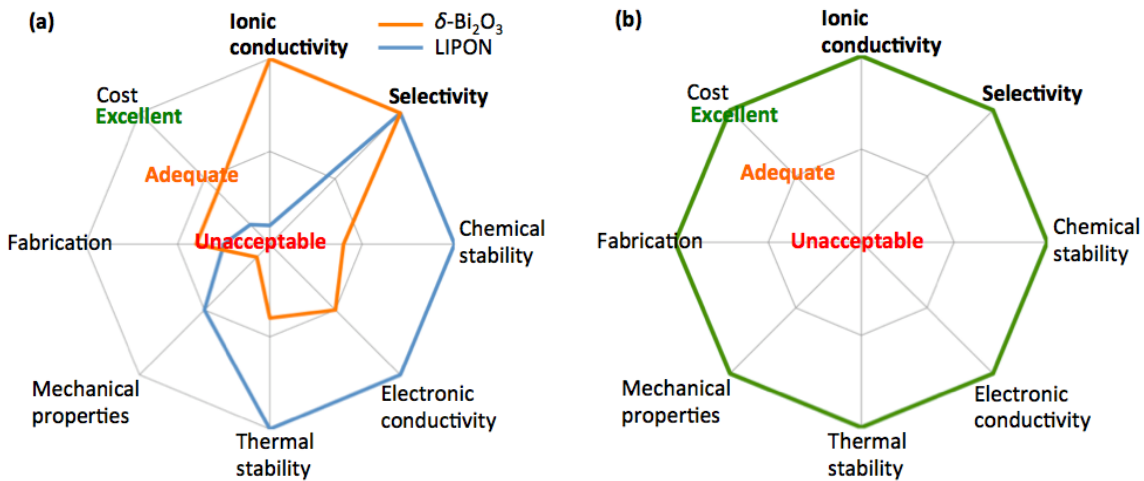 (a)
Ionic
conductivity
δ-Bi₂O₃
LIPON
Cost
Excellent
Selectivity
Adequate
Fabrication
Unacceptable
Chemical
stability
Mechanical
properties
Electronic
conductivity
Thermal
stability
(b)
Ionic
conductivity
Cost
Excellent
Selectivity
Adequate
Fabrication
Unacceptable
Chemical
stability
Mechanical
properties
Electronic
conductivity
Thermal
stability